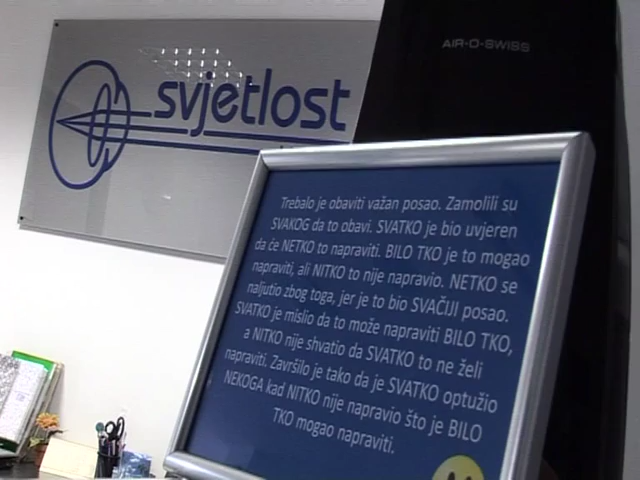 AIR-O-SWISS
svjetlost
Trebalo je obaviti važan posao. Zamolili su
SVAKOG da to obavi. SVATKO je bio uvjeren
da će NETKO to napraviti. BILO TKO je to mogao
napraviti, ali NITKO to nije napravio. NETKO se
naljutio zbog toga, jer je to bio SVAČIJI posao.
SVATKO je mislio da to može napraviti BILO TKO,
a NITKO nije shvatio da SVATKO to ne želi
napraviti. Završilo je tako da je SVATKO optužio
NEKOGA kad NITKO nije napravio što je BILO
TKO mogao napraviti.